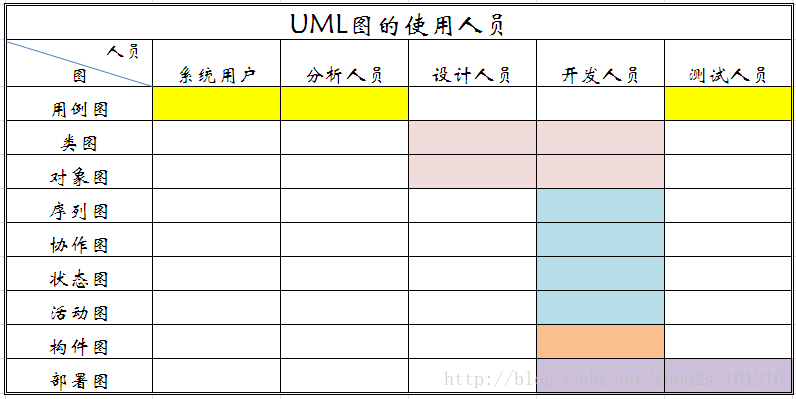 UML图的使用人员
人员
图 系统用户 分析人员 设计人员 开发人员 测试人员
用例图
类图
对象图
序列图
协作图
状态图
活动图
构件图
部署图
http://blog.csdn.net/zhou2s_101216